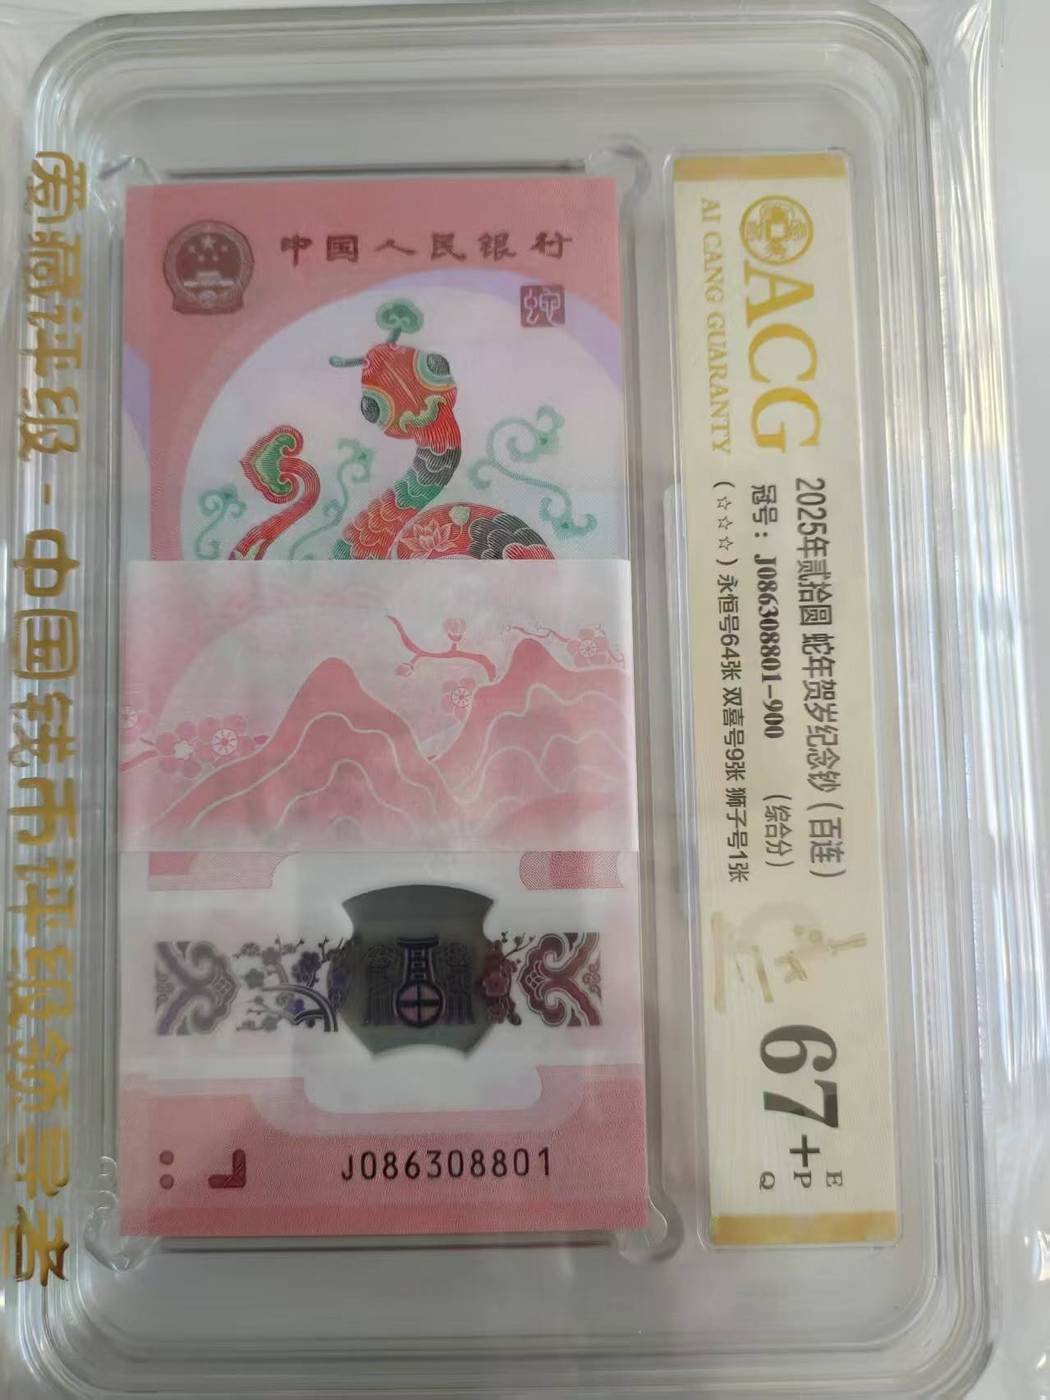 爱藏评级-中国钱币评级领导者
中国人民银行
J086308801
ACG
AI CANG GUARANTY
2025年贰拾圆 蛇年贺岁纪念钞（百连）
冠号：J086308801-900 （综合分）
（☆☆☆）永恒号64张 双喜号9张 狮子号1张
67+
E
P
Q